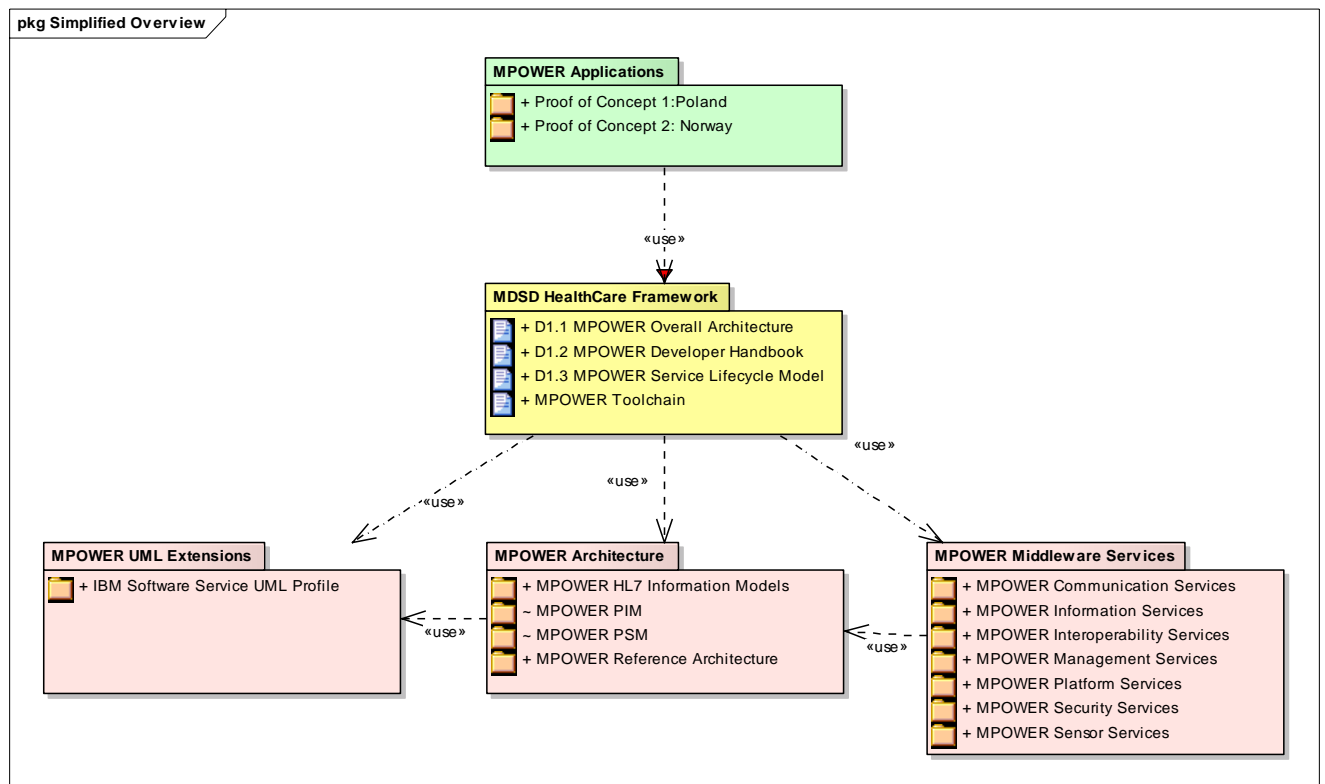 pkg Simplified Overview
MPOWER Applications
+ Proof of Concept 1:Poland
+ Proof of Concept 2: Norway
«use»
MDSD HealthCare Framework
+ D1.1 MPOWER Overall Architecture
+ D1.2 MPOWER Developer Handbook
+ D1.3 MPOWER Service Lifecycle Model
+ MPOWER Toolchain
«use»
«use»
«use»
MPOWER UML Extensions
+ IBM Software Service UML Profile
«use»
MPOWER Architecture
+ MPOWER HL7 Information Models
~ MPOWER PIM
~ MPOWER PSM
+ MPOWER Reference Architecture
«use»
MPOWER Middleware Services
+ MPOWER Communication Services
+ MPOWER Information Services
+ MPOWER Interoperability Services
+ MPOWER Management Services
+ MPOWER Platform Services
+ MPOWER Security Services
+ MPOWER Sensor Services